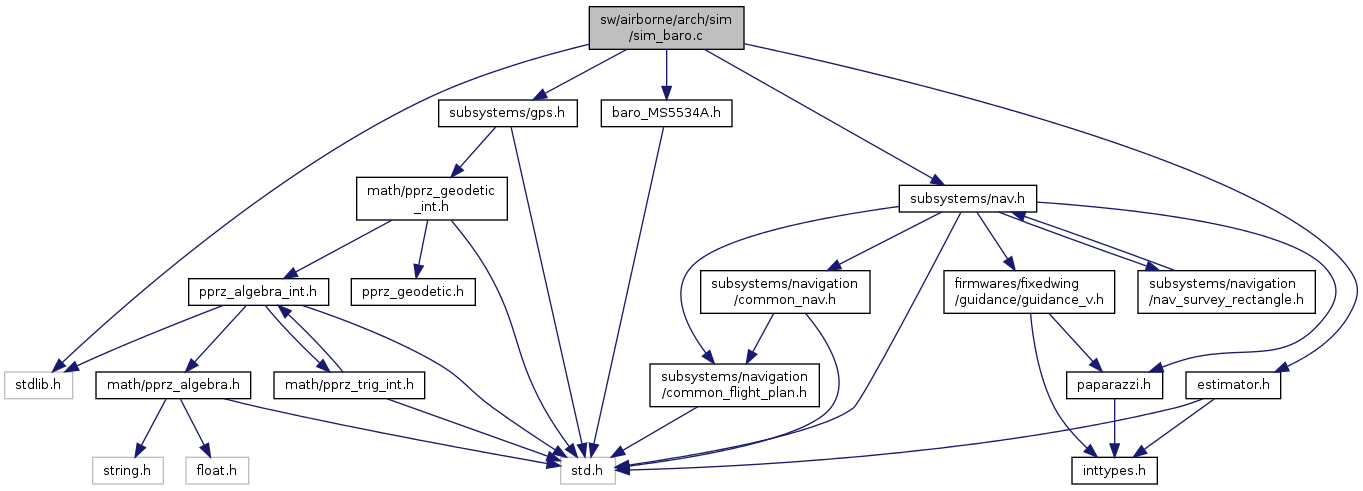 sw/airborne/arch/sim
/sim_baro.c
subsystems/gps.h
baro_MS5534A.h
math/pprz_geodetic
_int.h
subsystems/nav.h
pprz_algebra_int.h
pprz_geodetic.h
subsystems/navigation
/common_nav.h
firmwares/fixedwing
/guidance/guidance_v.h
subsystems/navigation
/nav_survey_rectangle.h
stdlib.h
math/pprz_algebra.h
math/pprz_trig_int.h
subsystems/navigation
/common_flight_plan.h
paparazzi.h
estimator.h
string.h
float.h
std.h
inttypes.h